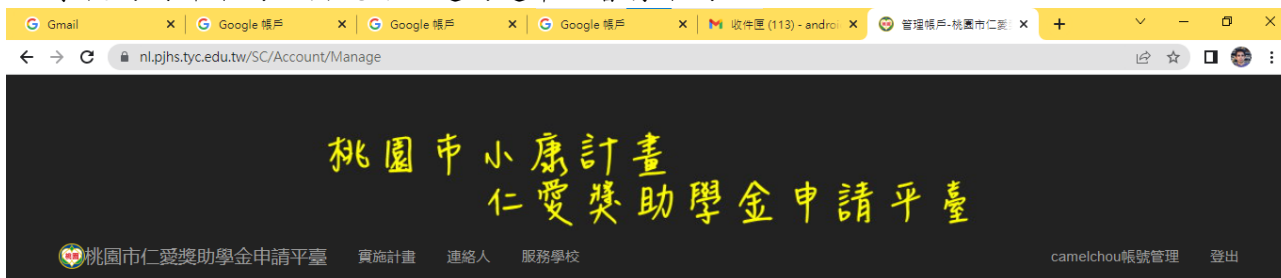 Gmail
Google 帳戶
Google 帳戶
Google 帳戶
收件匣 (113) - androi
管理帳戶-桃園市仁愛
nl.pjhs.tyc.edu.tw/SC/Account/Manage
桃園市小康計畫
仁愛獎助學金申請平臺
桃園市仁愛獎助學金申請平臺 實施計畫 連絡人 服務學校 camelchou帳號管理 登出